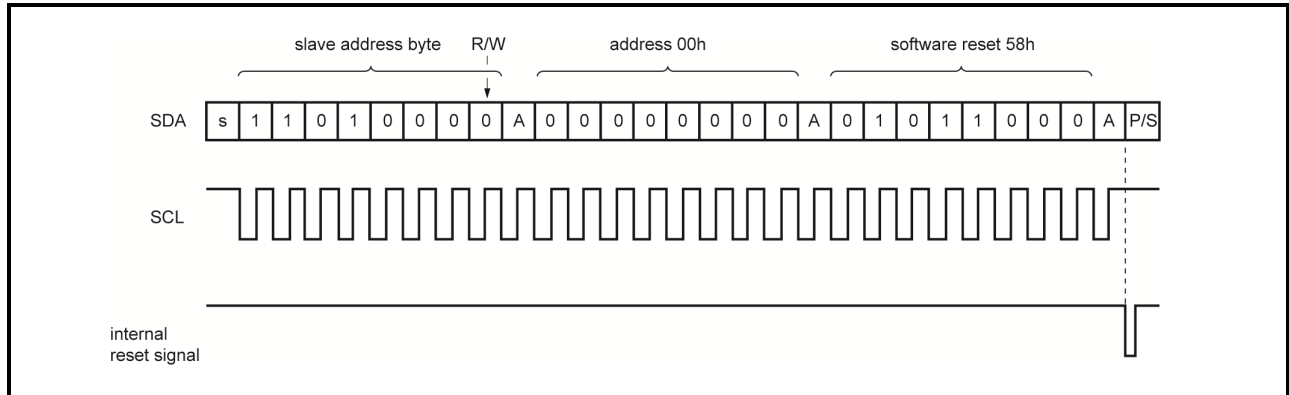 slave address byte R/W address 00h software reset 58h
SDA s 1 1 0 1 0 0 0 0 A 0 0 0 0 0 0 0 0 A 0 1 0 1 1 0 0 0 A P/S
SCL
internal
reset signal